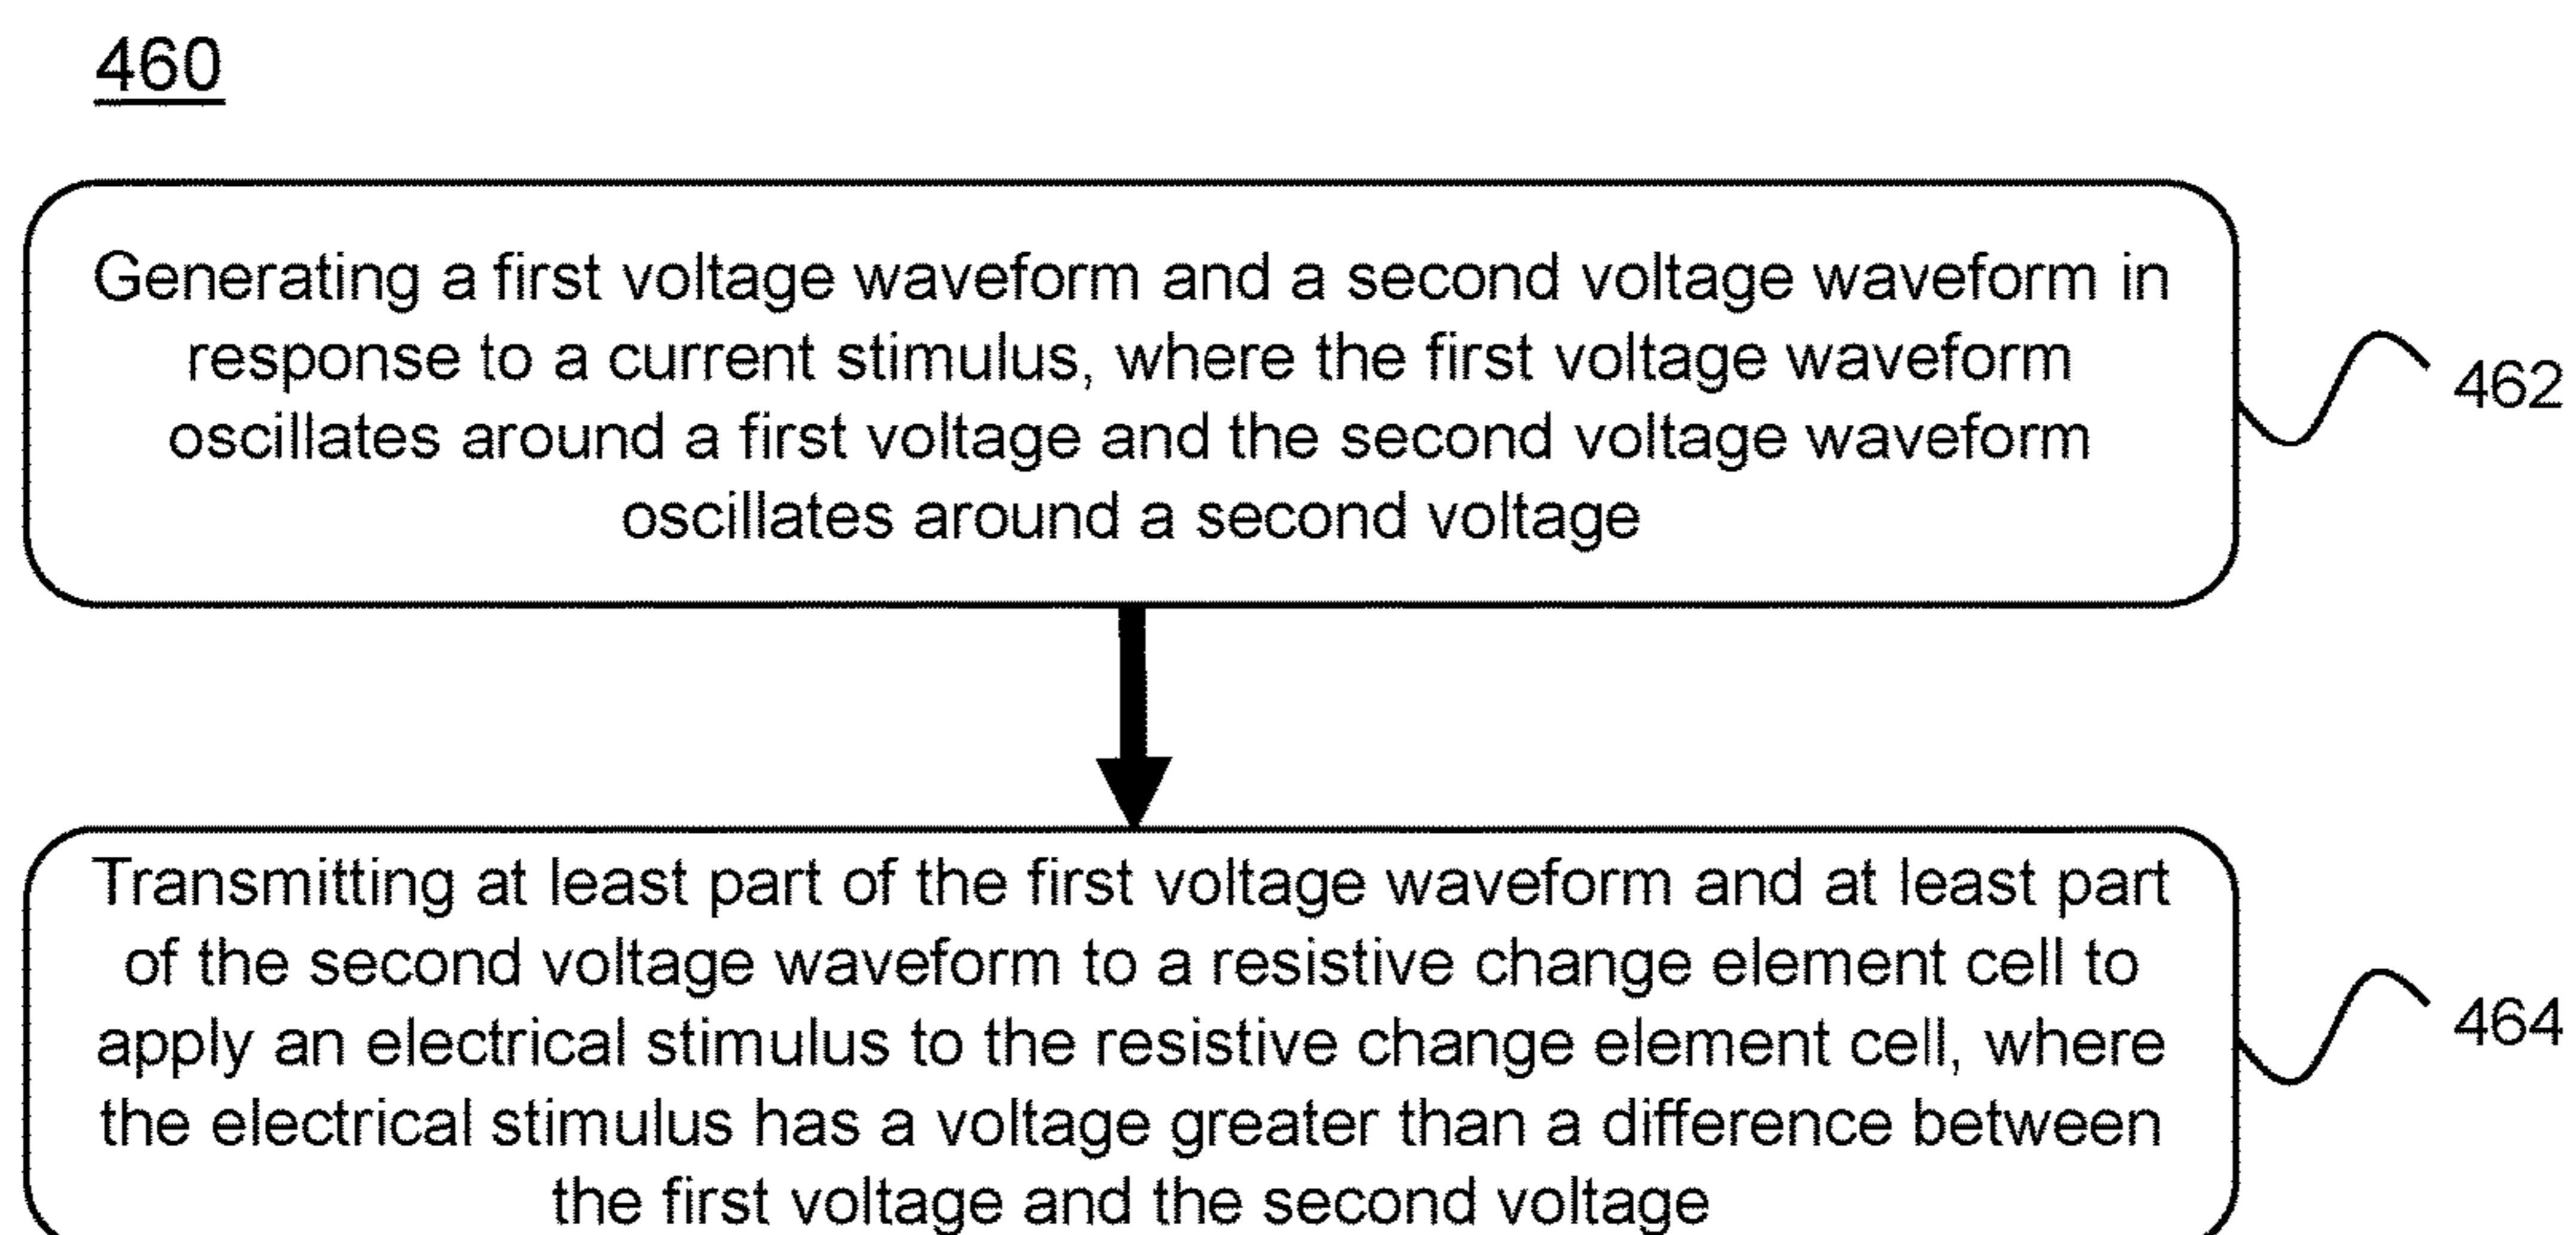 460
Generating a first voltage waveform and a second voltage waveform in
response to a current stimulus, where the first voltage waveform
oscillates around a first voltage and the second voltage waveform
oscillates around a second voltage
462
Transmitting at least part of the first voltage waveform and at least part
of the second voltage waveform to a resistive change element cell to
apply an electrical stimulus to the resistive change element cell, where
the electrical stimulus has a voltage greater than a difference between
the first voltage and the second voltage
464